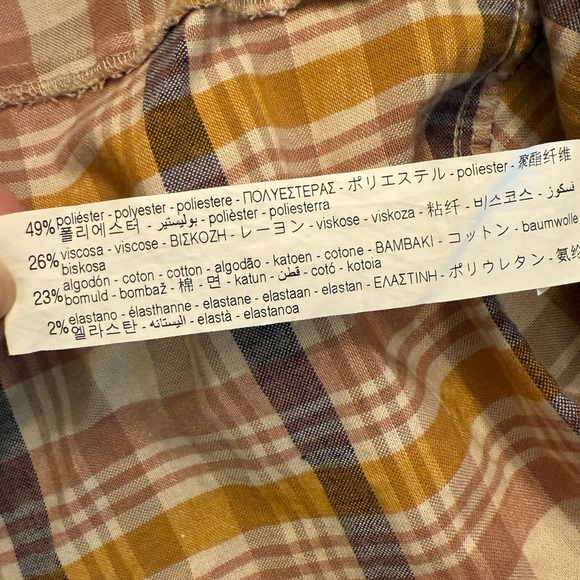 49% poliéster - polyester - poliestere - ΠΟΛΥΕΣΤΕΡΑΣ - ポリエステル - poliester - 聚酯纤维
폴리에스터 - بوليستير - polièster - poliesterra
26% viscosa - viscose - ΒΙΣΚΟΖΗ - レーヨン - viskose - viskoza - 粘纤 - 비스코스 - فسكوز
biskosa
23% algodón - coton - cotton - algodão - katoen - cotone - ΒΑΜΒΑΚΙ - コットン - baumwolle
bomuld - bombaž - 棉 - 면 - katun - قطن - cotó - kotoia
2% elastano - élasthanne - elastane - elastaan - elastan - ΕΛΑΣΤΙΝΗ - ポリウレタン - 氨纶
엘라스탄 - اليستانه - elastà - elastanoa